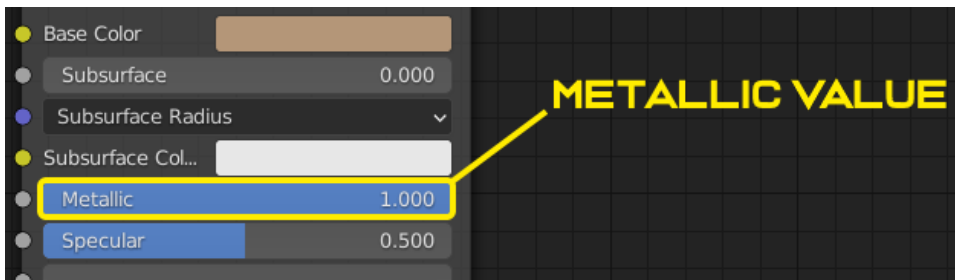 Base Color
Subsurface 0.000
METALLIC VALUE
Subsurface Radius
Subsurface Col...
Metallic 1.000
Specular 0.500